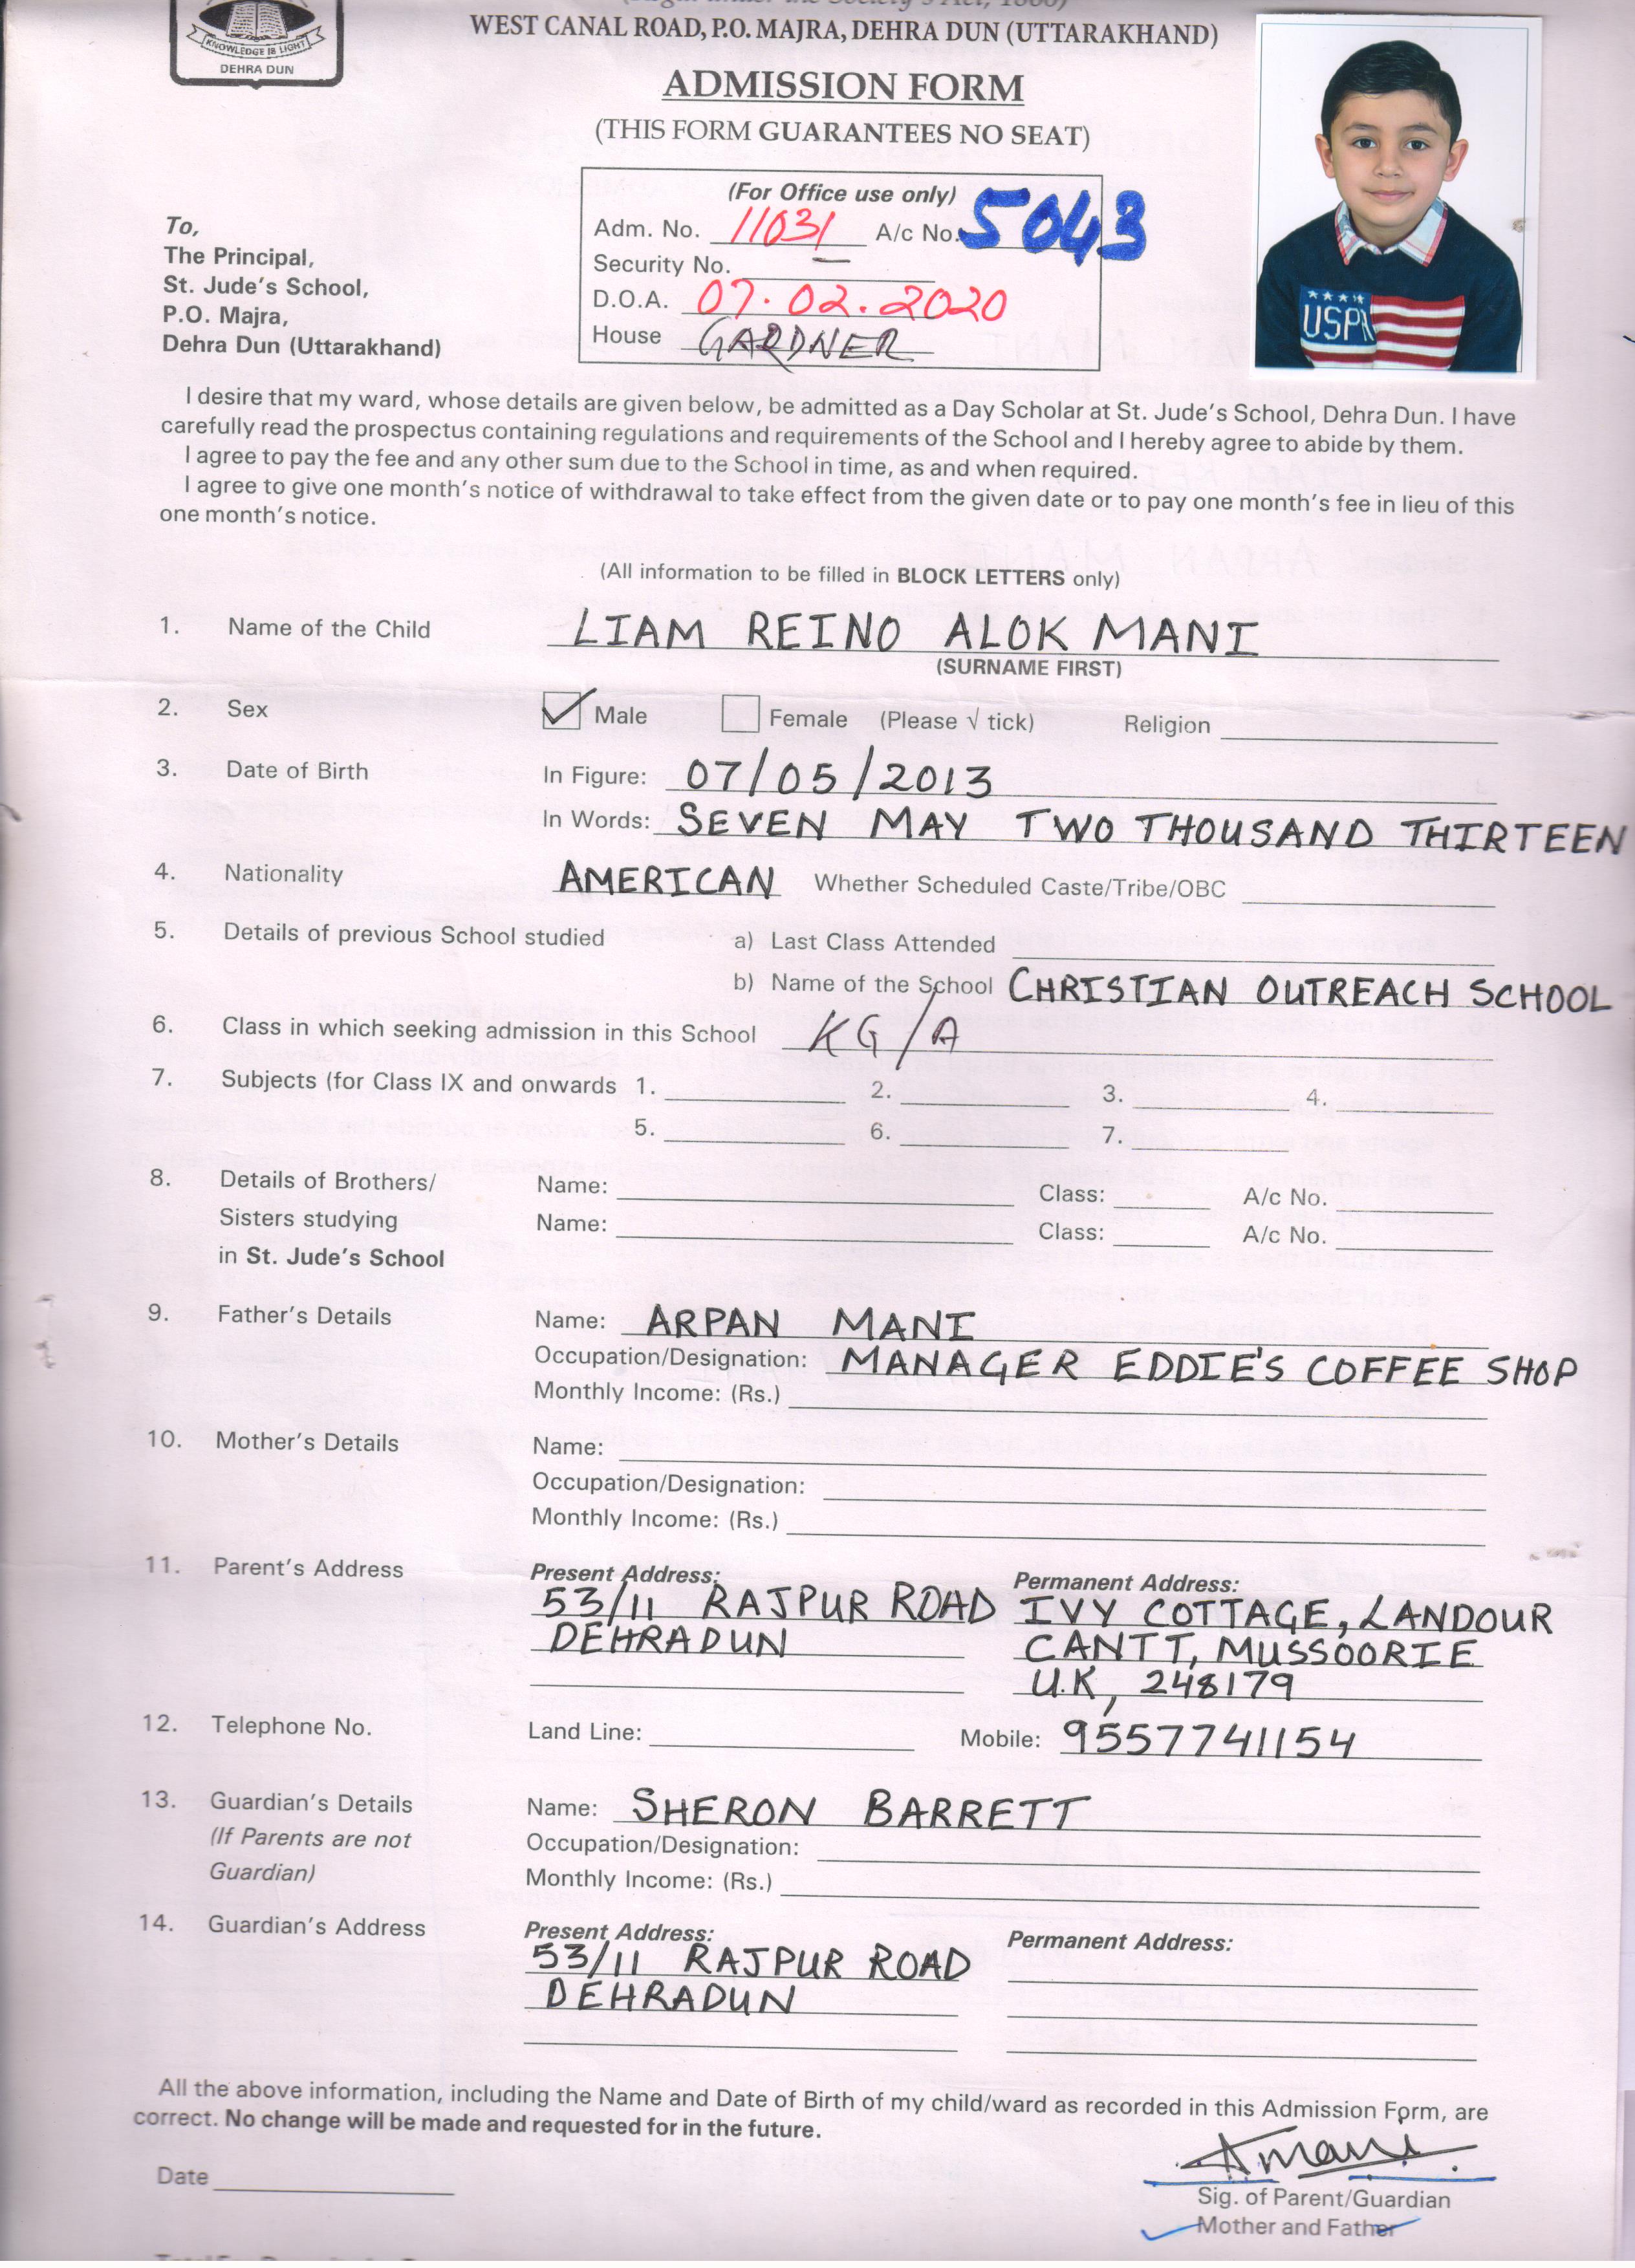 KNOWLEDGE IS LIGHT
DEHRA DUN
WEST CANAL ROAD, P.O. MAJRA, DEHRA DUN (UTTARAKHAND)
ADMISSION FORM
(THIS FORM GUARANTEES NO SEAT)
(For Office use only)
Adm. No. 11031 A/c No. 5043
Security No.
D.O.A. 07.02.2020
House GARDNER
To,
The Principal,
St. Jude's School,
P.O. Majra,
Dehra Dun (Uttarakhand)
USPA
I desire that my ward, whose details are given below, be admitted as a Day Scholar at St. Jude's School, Dehra Dun. I have
carefully read the prospectus containing regulations and requirements of the School and I hereby agree to abide by them.
I agree to pay the fee and any other sum due to the School in time, as and when required.
I agree to give one month's notice of withdrawal to take effect from the given date or to pay one month's fee in lieu of this
one month's notice.
(All information to be filled in BLOCK LETTERS only)
1. Name of the Child LIAM REINO ALOK MANI
(SURNAME FIRST)
2. Sex Male Female (Please √ tick) Religion
3. Date of Birth In Figure: 07/05/2013
In Words: SEVEN MAY TWO THOUSAND THIRTEEN
4. Nationality AMERICAN Whether Scheduled Caste/Tribe/OBC
5. Details of previous School studied a) Last Class Attended
b) Name of the School CHRISTIAN OUTREACH SCHOOL
6. Class in which seeking admission in this School KG/A
7. Subjects (for Class IX and onwards 1. 2. 3. 4.
5. 6. 7.
8. Details of Brothers/ Name: Class: A/c No.
Sisters studying Name: Class: A/c No.
in St. Jude's School
9. Father's Details Name: ARPAN MANI
Occupation/Designation: MANAGER EDDIE'S COFFEE SHOP
Monthly Income: (Rs.)
10. Mother's Details Name:
Occupation/Designation:
Monthly Income: (Rs.)
11. Parent's Address Present Address: Permanent Address:
53/11 RAJPUR ROAD IVY COTTAGE, LANDOUR
DEHRADUN CANTT, MUSSOORIE
U.K, 248179
12. Telephone No. Land Line: Mobile: 9557741154
13. Guardian's Details Name: SHERON BARRETT
(If Parents are not Occupation/Designation:
Guardian) Monthly Income: (Rs.)
14. Guardian's Address Present Address: Permanent Address:
53/11 RAJPUR ROAD
DEHRADUN
All the above information, including the Name and Date of Birth of my child/ward as recorded in this Admission Form, are
correct. No change will be made and requested for in the future.
Amani
Date
Sig. of Parent/Guardian
Mother and Father